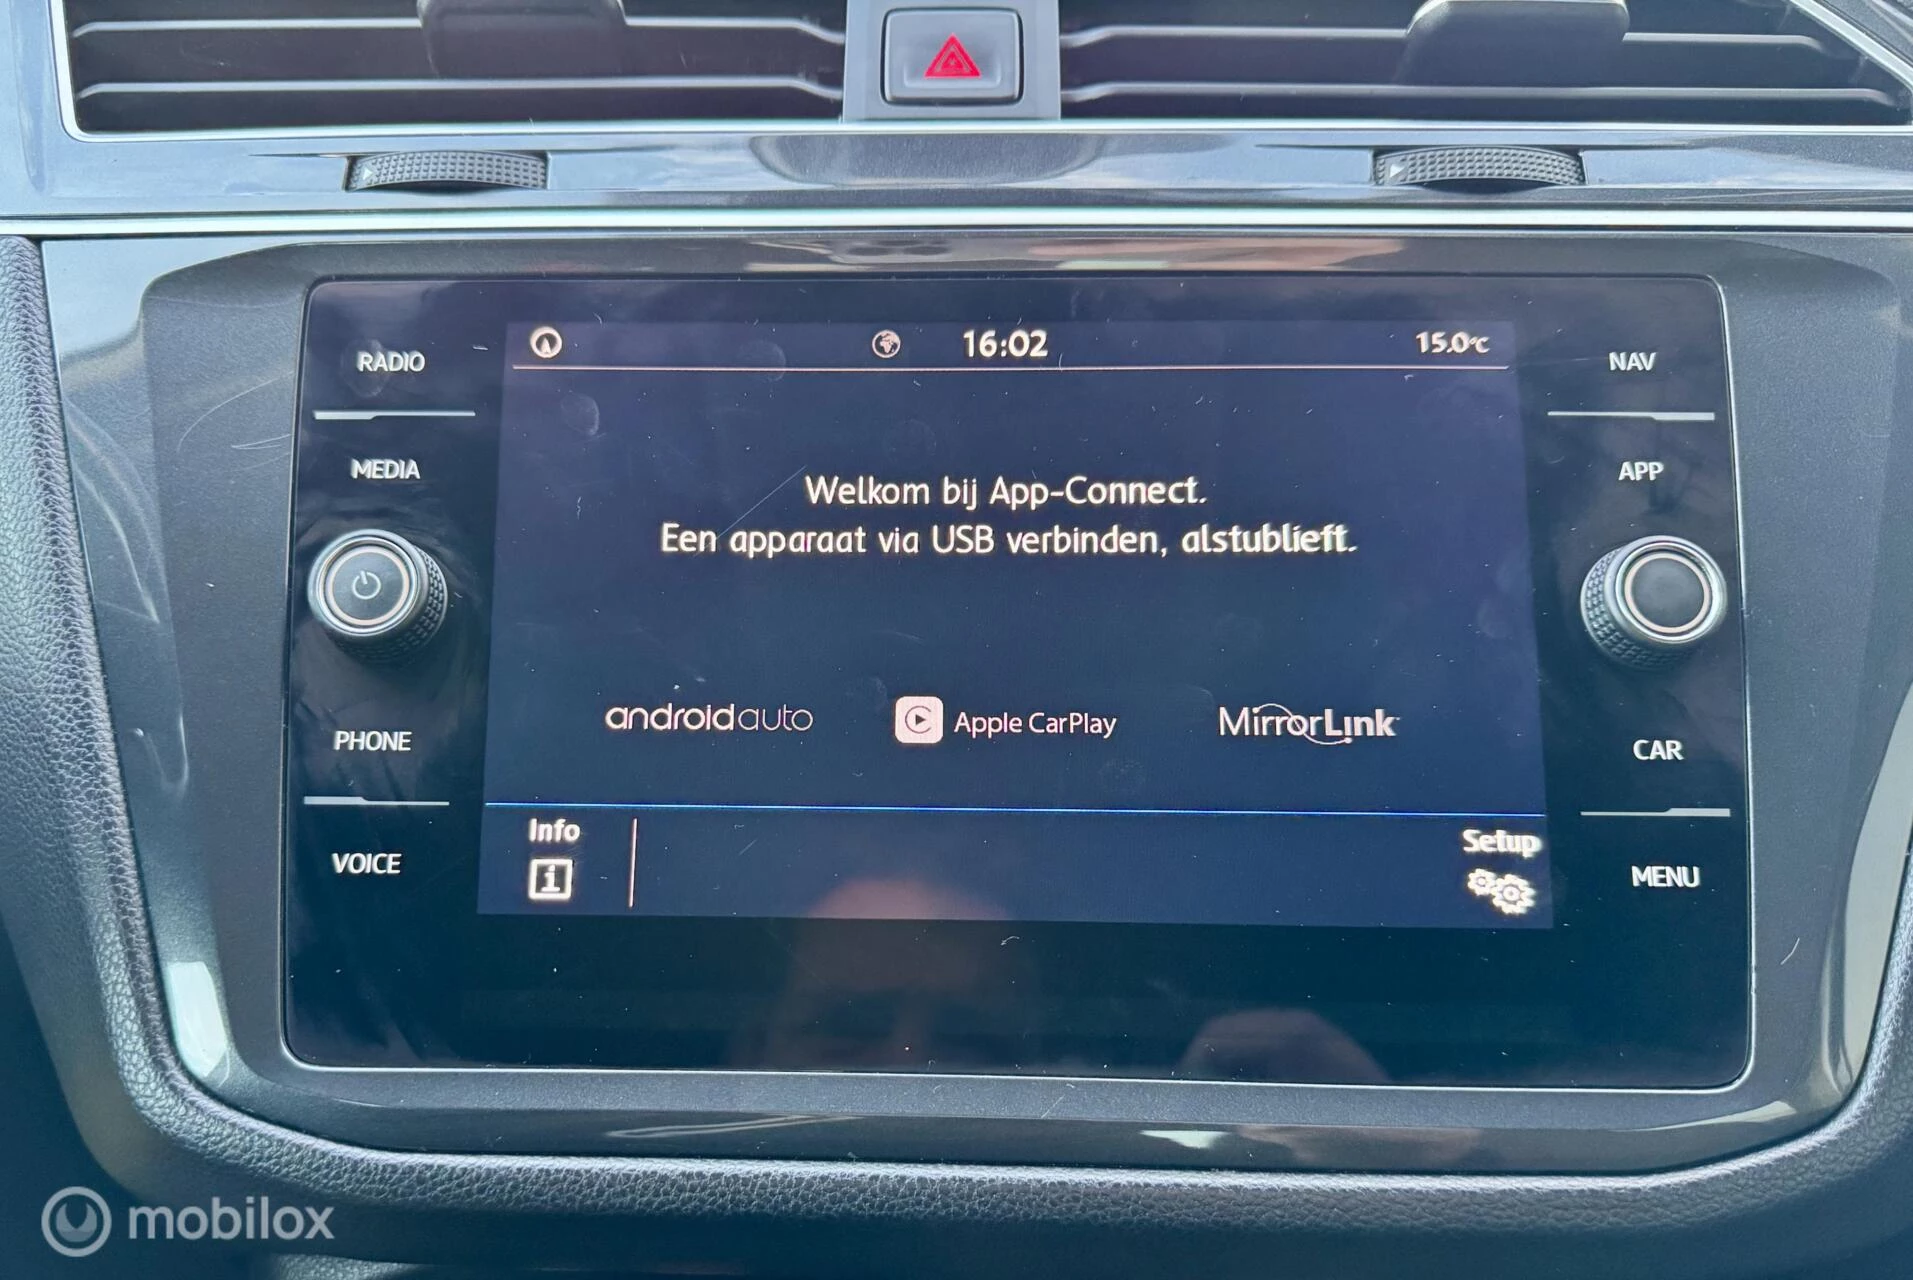 16:02
15.0°C
RADIO
NAV
MEDIA
APP
Welkom bij App-Connect.
Een apparaat via USB verbinden, alstublieft.
androidauto
Apple CarPlay
MirrorLink
PHONE
CAR
Info
Setup
VOICE
MENU
mobilox